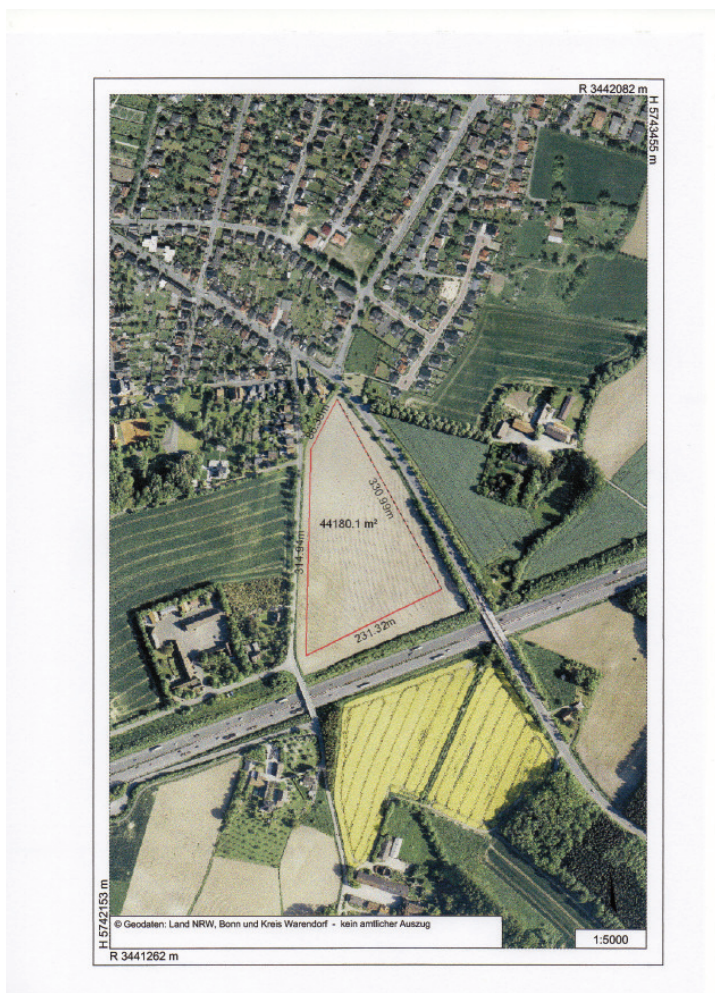 R 3442082 m
H 5743455 m
330.99m
44180.1 m²
314.94m
231.32m
H 5742153 m
© Geodaten: Land NRW, Bonn und Kreis Warendorf - kein amtlicher Auszug
1:5000
R 3441262 m